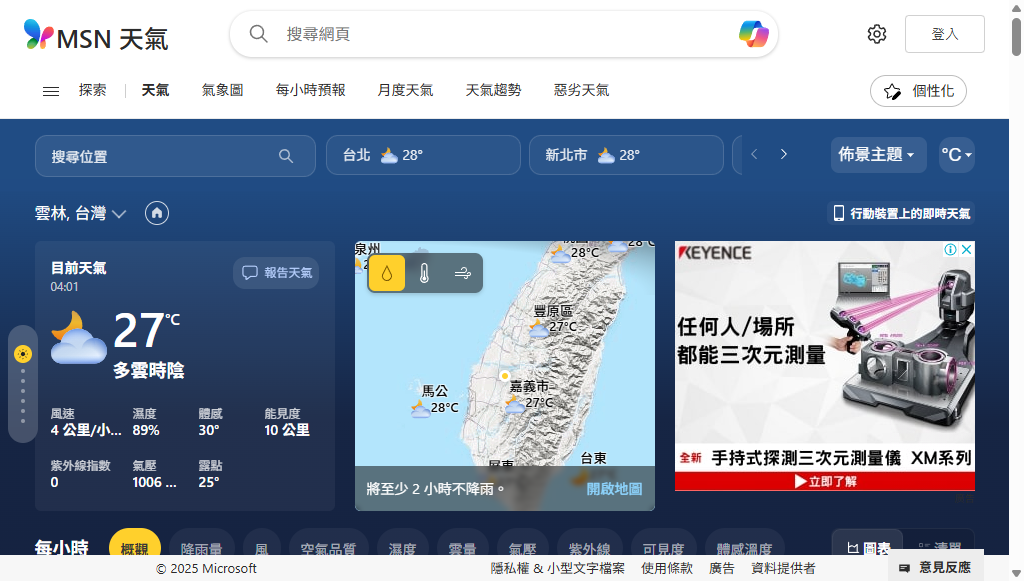 MSN 天氣
搜尋網頁
登入
探索
天氣
氣象圖
每小時預報
月度天氣
天氣趨勢
惡劣天氣
個性化
搜尋位置
台北 28°
新北市 28°
佈景主題
°C
雲林, 台灣
行動裝置上的即時天氣
目前天氣
04:01
報告天氣
27°C
多雲時陰
風速
4 公里/小...
濕度
89%
體感
30°
能見度
10 公里
紫外線指數
0
氣壓
1006 ...
露點
25°
泉州
28°C
28°C
豐原區
27°C
馬公
28°C
嘉義市
27°C
屏東
台東
將至少 2 小時不降雨。
開啟地圖
KEYENCE
任何人/場所
都能三次元測量
全新 手持式探測三次元測量儀 XM系列
立即了解
每小時
概觀
降雨量
風
空氣品質
濕度
雲量
氣壓
紫外線
可見度
體感溫度
圖表
清單
© 2025 Microsoft
隱私權 & 小型文字檔案
使用條款
廣告
資料提供者
意見反應